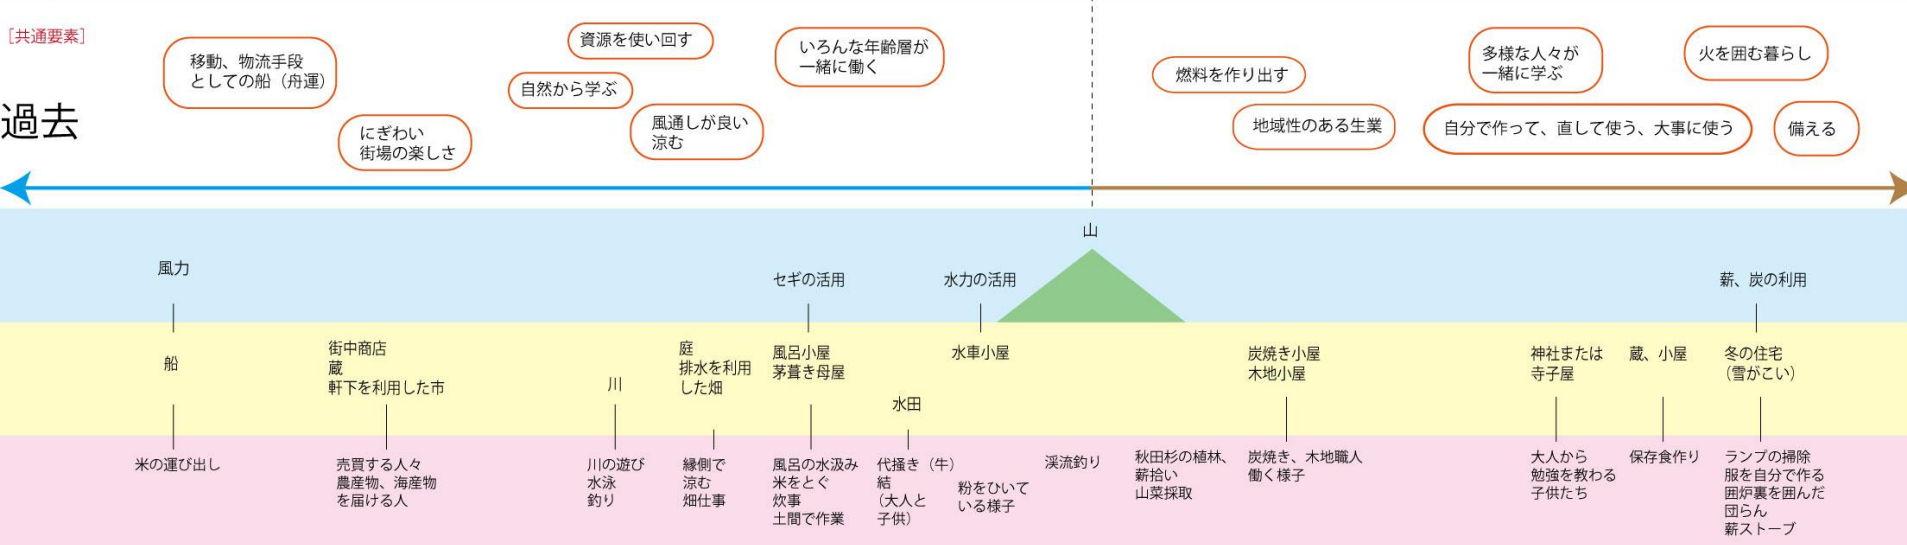 ［共通要素］
過去
移動、物流手段
としての船（舟運）
にぎわい
街場の楽しさ
資源を使い回す
自然から学ぶ
風通しが良い
涼む
いろんな年齢層が
一緒に働く
燃料を作り出す
地域性のある生業
多様な人々が
一緒に学ぶ
自分で作って、直して使う、大事に使う
火を囲む暮らし
備える
山
風力
セギの活用
水力の活用
薪、炭の利用
船
街中商店
蔵
軒下を利用した市
川
庭
排水を利用
した畑
風呂小屋
茅葺き母屋
水田
水車小屋
炭焼き小屋
木地小屋
神社または
寺子屋
蔵、小屋
冬の住宅
（雪がこい）
米の運び出し
売買する人々
農産物、海産物
を届ける人
川の遊び
水泳
釣り
縁側で
涼む
畑仕事
風呂の水汲み
米をとぐ
炊事
土間で作業
代掻き（牛）
結
（大人と
子供）
粉をひいて
いる様子
渓流釣り
秋田杉の植林、
薪拾い
山菜採取
炭焼き、木地職人
働く様子
大人から
勉強を教わる
子供たち
保存食作り
ランプの掃除
服を自分で作る
囲炉裏を囲んだ
団らん
薪ストーブ